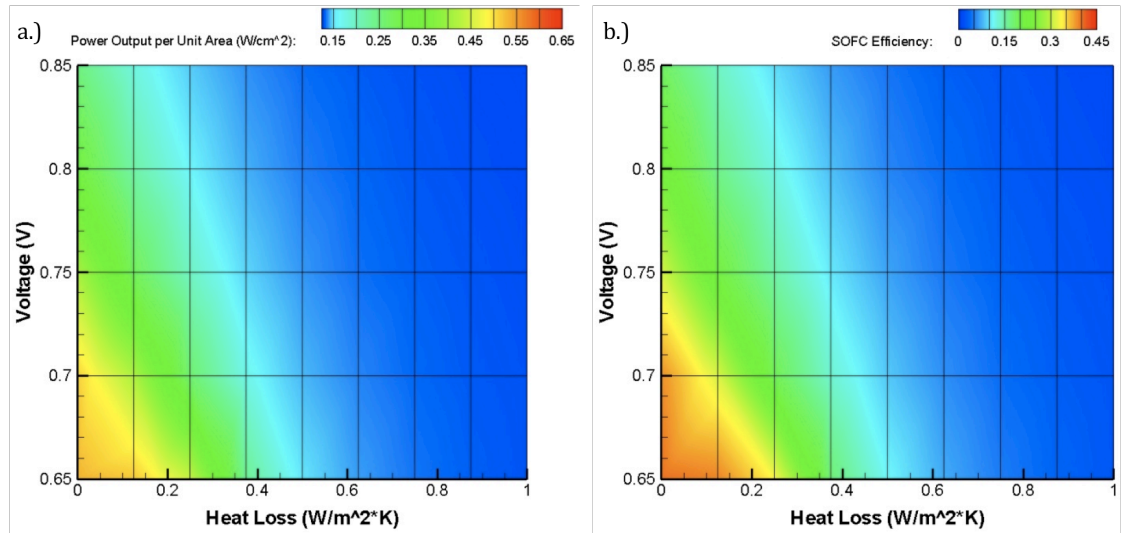 a.)
Power Output per Unit Area (W/cm^2):
0.15 0.25 0.35 0.45 0.55 0.65
0.85
0.8
0.75
0.7
0.65
Voltage (V)
0 0.2 0.4 0.6 0.8 1
Heat Loss (W/m^2*K)
b.)
SOFC Efficiency:
0 0.15 0.3 0.45
0.85
0.8
0.75
0.7
0.65
Voltage (V)
0 0.2 0.4 0.6 0.8 1
Heat Loss (W/m^2*K)